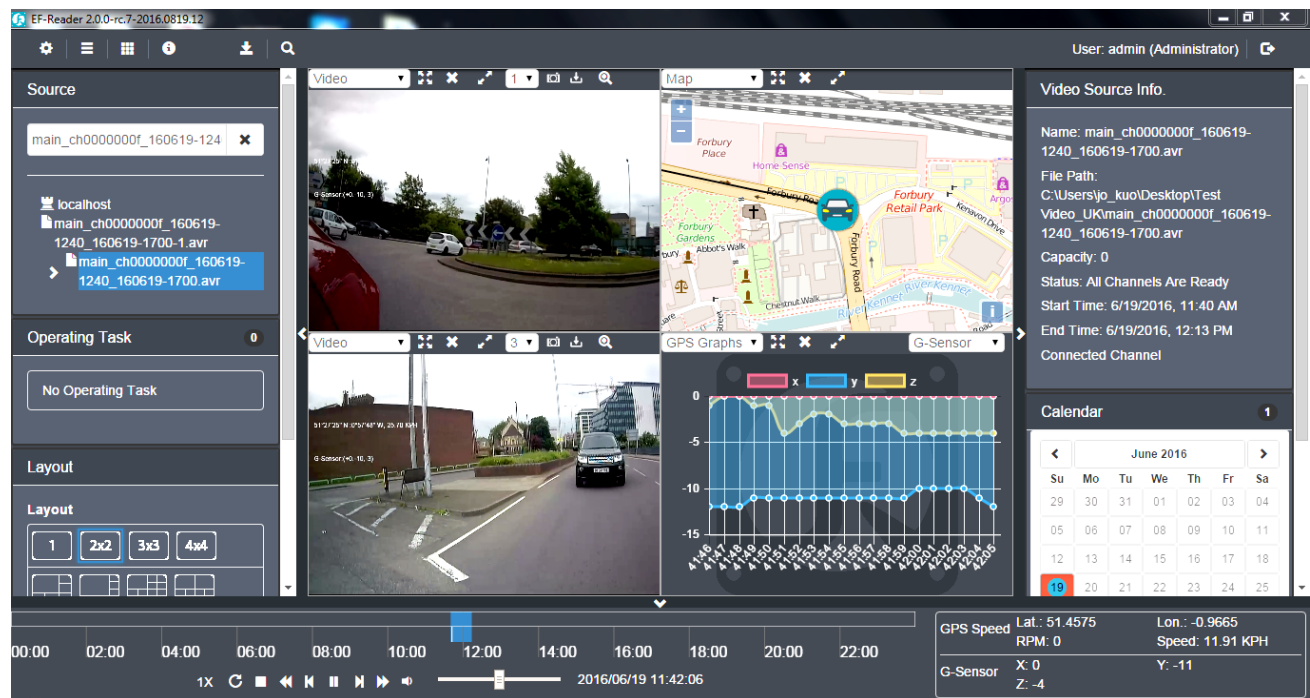 EF-Reader 2.0.0-rc.7-2016.0819.12
User: admin (Administrator)
Source
main_ch0000000f_160619-124
localhost
main_ch0000000f_160619-
1240_160619-1700-1.avr
main_ch0000000f_160619-
1240_160619-1700.avr
Operating Task 0
No Operating Task
Layout
Layout
1 2x2 3x3 4x4
Video 1
G-Sensor (+0. 10, 3)
Map
+
−
Forbury
Place
Home Sense
Forbury
Retail Park
Argos
Kenavon Drive
Forbury
Gardens
Abbot's Walk
Forbury Road
Chestnut Walk
River Kennet
River Kennet
Video 3
51°27'25" N :0°57'48" W, 25.78 KPH
G-Sensor (+0. 10, 3)
GPS Graphs G-Sensor
x y z
0
-5
-10
-15
41:46 41:47 41:48 41:49 41:50 41:51 41:52 41:53 41:54 41:55 41:56 41:57 41:58 41:59 42:00 42:01 42:02 42:03 42:04 42:05
Video Source Info.
Name: main_ch0000000f_160619-
1240_160619-1700.avr
File Path:
C:\Users\jo_kuo\Desktop\Test
Video_UK\main_ch0000000f_160619-
1240_160619-1700.avr
Capacity: 0
Status: All Channels Are Ready
Start Time: 6/19/2016, 11:40 AM
End Time: 6/19/2016, 12:13 PM
Connected Channel
Calendar 1
June 2016
Su Mo Tu We Th Fr Sa
29 30 31 01 02 03 04
05 06 07 08 09 10 11
12 13 14 15 16 17 18
19 20 21 22 23 24 25
00:00 02:00 04:00 06:00 08:00 10:00 12:00 14:00 16:00 18:00 20:00 22:00
1X 2016/06/19 11:42:06
GPS Speed Lat.: 51.4575 Lon.: -0.9665
RPM: 0 Speed: 11.91 KPH
G-Sensor X: 0 Y: -11
Z: -4